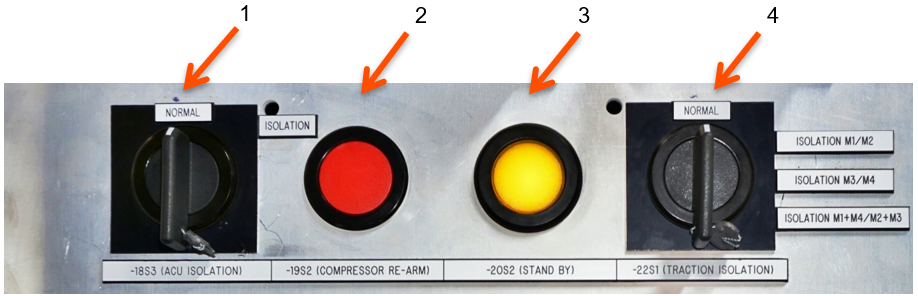 1
2
3
4
NORMAL
ISOLATION
NORMAL
ISOLATION M1/M2
ISOLATION M3/M4
ISOLATION M1+M4/M2+M3
-18S3 (ACU ISOLATION)
-19S2 (COMPRESSOR RE-ARM)
-20S2 (STAND BY)
-22S1 (TRACTION ISOLATION)